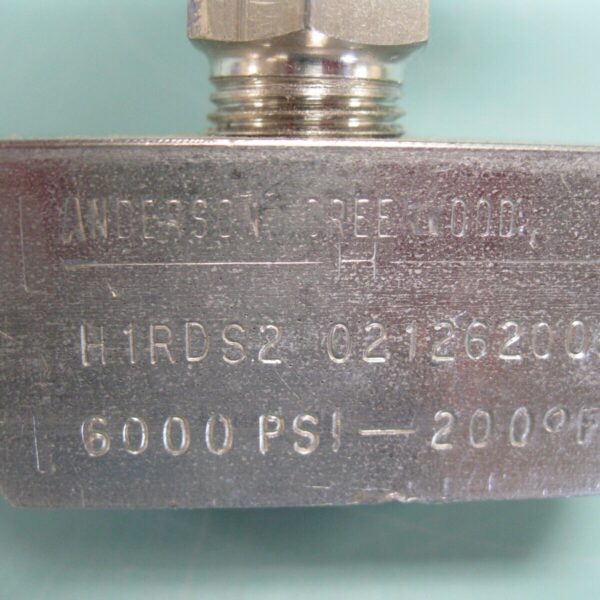 ANDERSON, GREENWOOD
H
H1RDS2 02126200
6000 PSI — 200°F